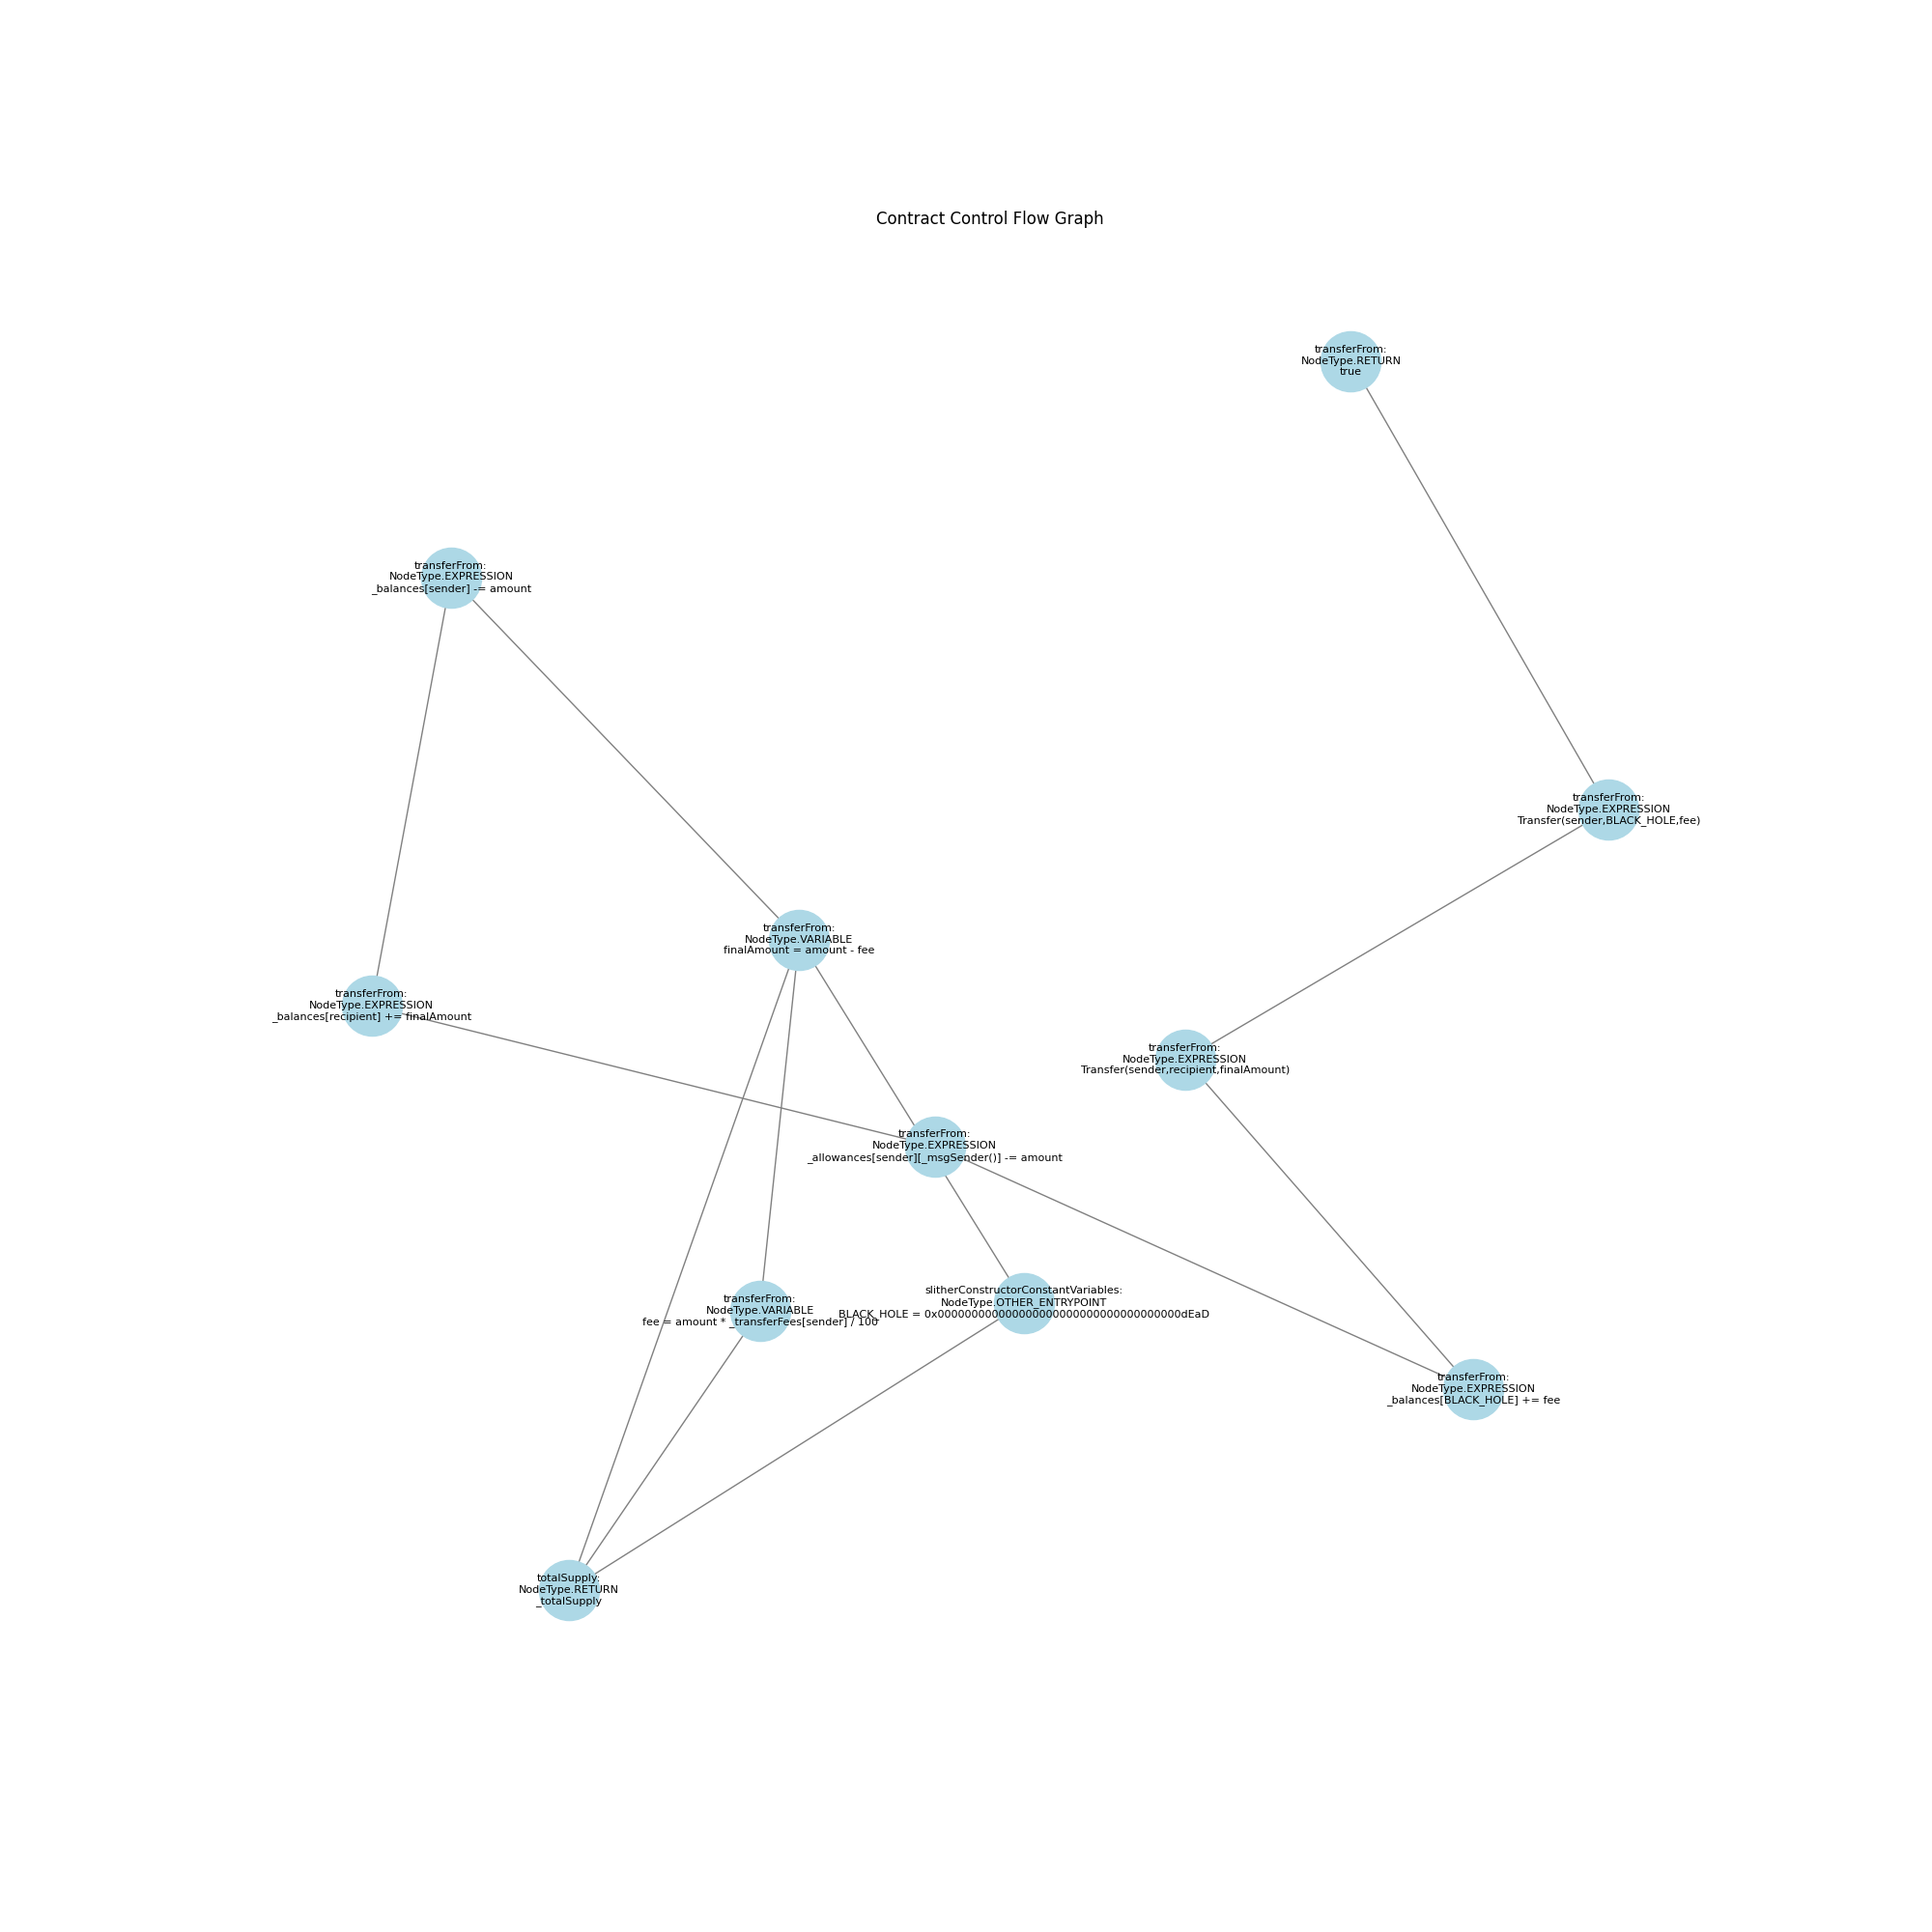 Contract Control Flow Graph
transferFrom:
NodeType.RETURN
true
transferFrom:
NodeType.EXPRESSION
_balances[sender] -= amount
transferFrom:
NodeType.EXPRESSION
Transfer(sender,BLACK_HOLE,fee)
transferFrom:
NodeType.VARIABLE
finalAmount = amount - fee
transferFrom:
NodeType.EXPRESSION
_balances[recipient] += finalAmount
transferFrom:
NodeType.EXPRESSION
Transfer(sender,recipient,finalAmount)
transferFrom:
NodeType.EXPRESSION
_allowances[sender][_msgSender()] -= amount
slitherConstructorConstantVariables:
NodeType.OTHER_ENTRYPOINT
BLACK_HOLE = 0x000000000000000000000000000000000000dEaD
transferFrom:
NodeType.VARIABLE
fee = amount * _transferFees[sender] / 100
transferFrom:
NodeType.EXPRESSION
_balances[BLACK_HOLE] += fee
totalSupply:
NodeType.RETURN
_totalSupply